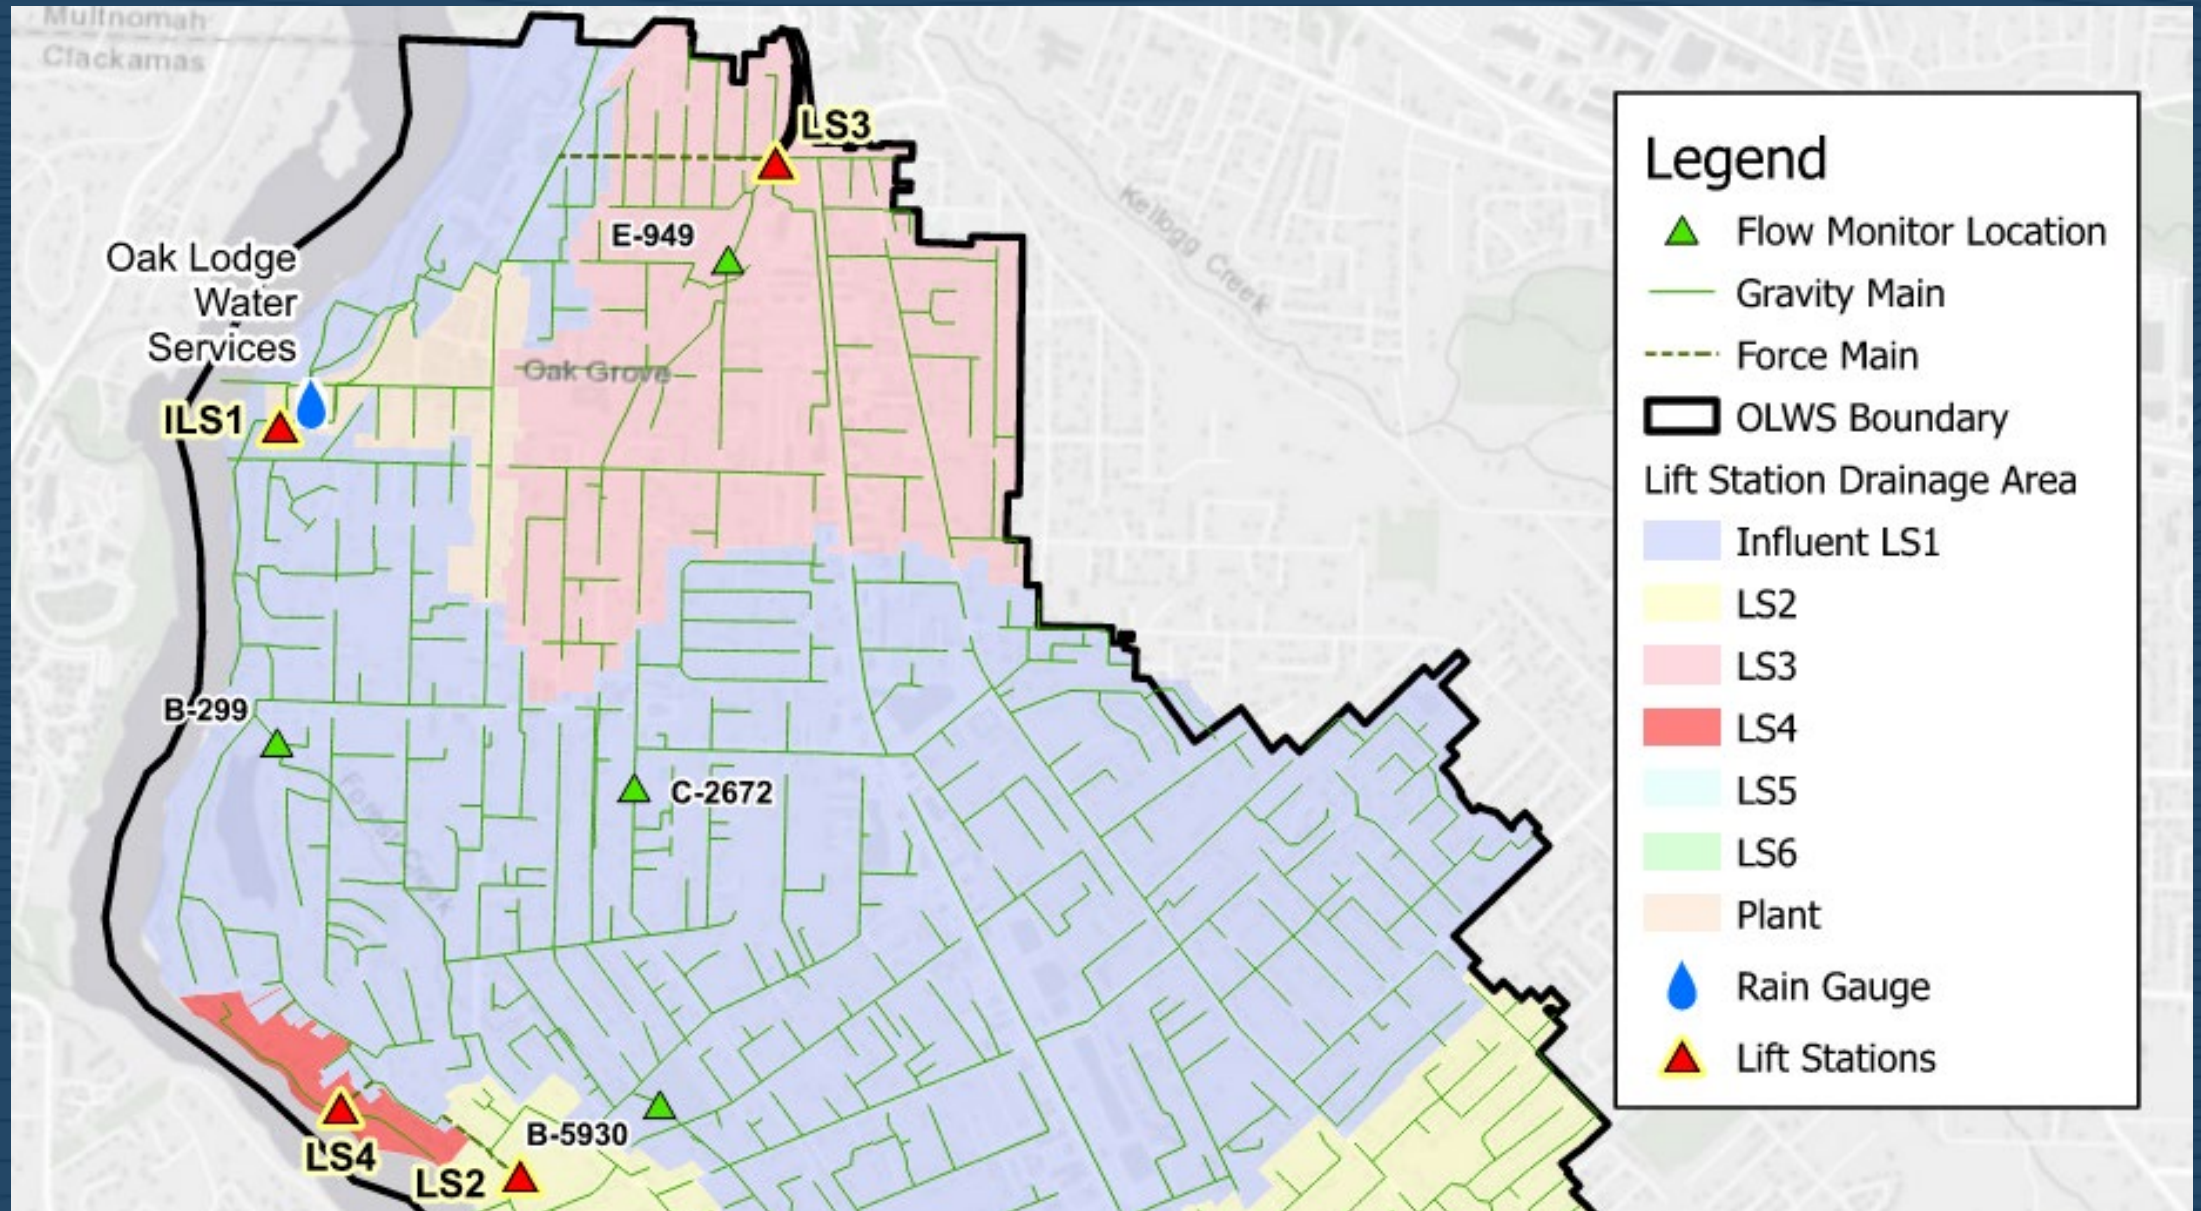 Multnomah
Clackamas
LS3
E-949
Kellogg Creek
Oak Lodge
Water
Services
Oak Grove
ILS1
B-299
C-2672
Forest Creek
B-5930
LS4
LS2
Legend
Flow Monitor Location
Gravity Main
Force Main
OLWS Boundary
Lift Station Drainage Area
Influent LS1
LS2
LS3
LS4
LS5
LS6
Plant
Rain Gauge
Lift Stations